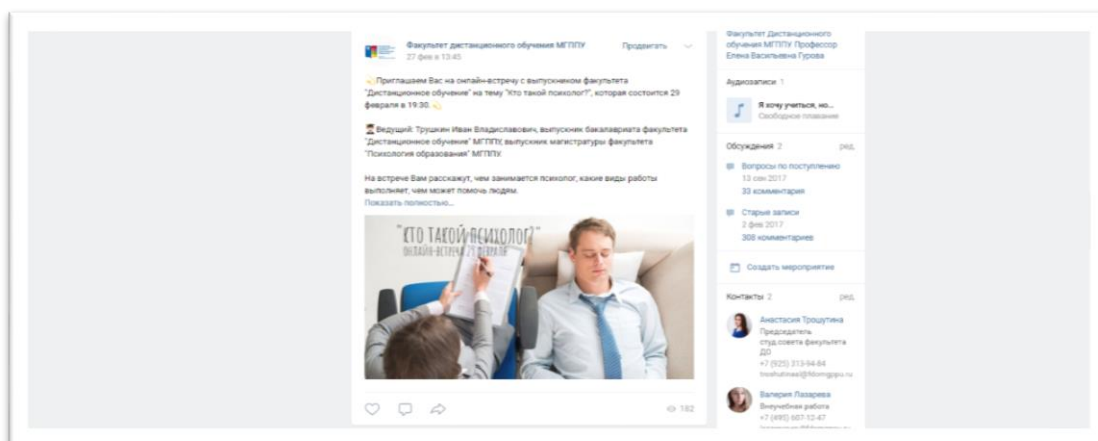 Факультет дистанционного обучения МГППУ
Продвигать
27 фев в 13:45
Приглашаем Вас на онлайн-встречу с выпускником факультета
"Дистанционное обучение" на тему "Кто такой психолог?", которая состоится 29
февраля в 19:30.
Ведущий: Трушкин Иван Владиславович, выпускник бакалавриата факультета
"Дистанционное обучение" МГППУ, выпускник магистратуры факультета
"Психология образования" МГППУ.
На встрече Вам расскажут, чем занимается психолог, какие виды работы
выполняет, чем может помочь людям.
Показать полностью...
"КТО ТАКОЙ ПСИХОЛОГ?"
ОНЛАЙН-ВСТРЕЧА 29 ФЕВРАЛЯ
182
Факультет Дистанционного
обучения МГППУ Профессор
Елена Васильевна Гурова
Аудиозаписи 1
Я хочу учиться, но...
Свободное плавание
Обсуждения 2 ред.
Вопросы по поступлению
13 сен 2017
33 комментария
Старые записи
2 фев 2017
308 комментариев
Создать мероприятие
Контакты 2 ред.
Анастасия Трошутина
Председатель
студ.совета факультета
ДО
+7 (925) 313-94-84
Валерия Лазарева
Внеучебная работа
+7 (495) 607-12-47